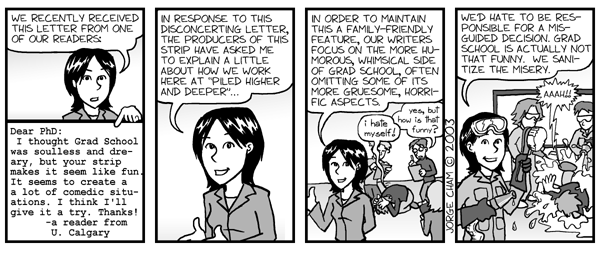 WE RECENTLY RECEIVED
THIS LETTER FROM ONE
OF OUR READERS:
Dear PhD:
I thought Grad School
was soulless and dre-
ary, but your strip
makes it seem like fun.
It seems to create a
a lot of comedic situ-
ations. I think I'll
give it a try. Thanks!
-a reader from
U. Calgary
IN RESPONSE TO THIS
DISCONCERTING LETTER,
THE PRODUCERS OF THIS
STRIP HAVE ASKED ME
TO EXPLAIN A LITTLE
ABOUT HOW WE WORK
HERE AT "PILED HIGHER
AND DEEPER"...
IN ORDER TO MAINTAIN
THIS A FAMILY-FRIENDLY
FEATURE, OUR WRITERS
FOCUS ON THE MORE HU-
MOROUS, WHIMSICAL SIDE
OF GRAD SCHOOL, OFTEN
OMITTING SOME OF ITS
MORE GRUESOME, HORRI-
FIC ASPECTS.
i hate
myself!
yes, but
how is that
funny?
JORGE CHAM © 2003
WE'D HATE TO BE RES-
PONSIBLE FOR A MIS-
GUIDED DECISION. GRAD
SCHOOL IS ACTUALLY NOT
THAT FUNNY. WE SANI-
TIZE THE MISERY.
AAAH!!